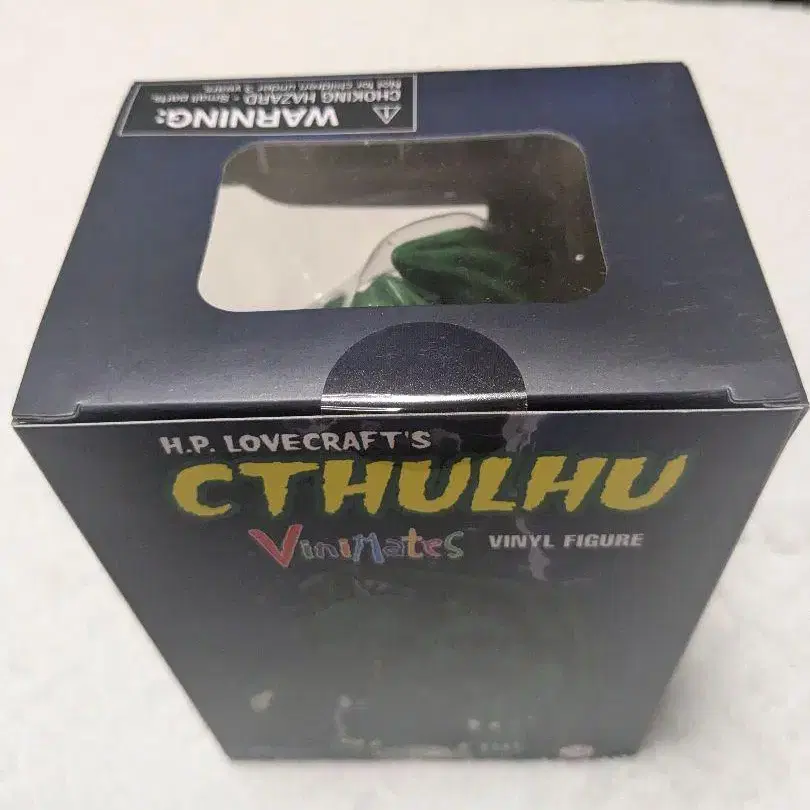 WARNING:
CHOKING HAZARD - Small parts.
Not for children under 3 years.
H.P. LOVECRAFT'S
CTHULHU
ViniMates VINYL FIGURE